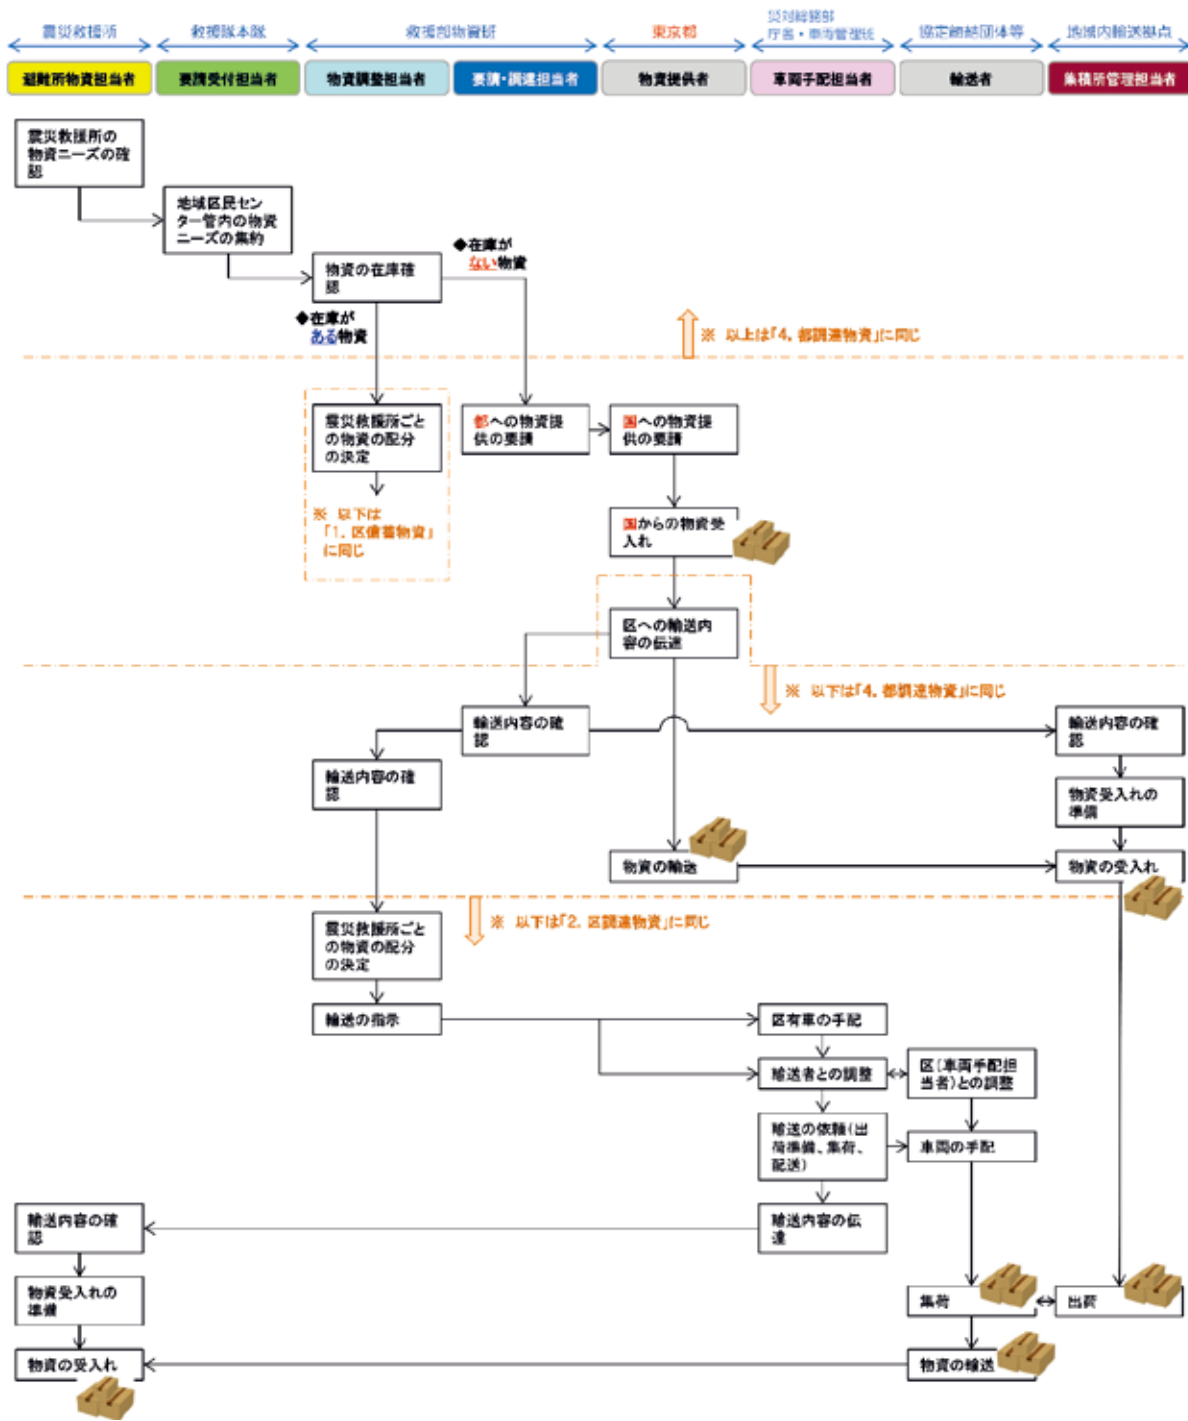 震災救援所
救援隊本隊
救援部物資班
東京都
災対総務部
庁舎・車両管理班
協定締結団体等
地域内輸送拠点
避難所物資担当者
要請受付担当者
物資調整担当者
要請・調達担当者
物資提供者
車両手配担当者
輸送者
集積所管理担当者
震災救援所の
物資ニーズの確
認
地域区民セン
ター管内の物資
ニーズの集約
物資の在庫確
認
◆在庫が
ない物資
◆在庫が
ある物資
※ 以上は「4．都調達物資」に同じ
震災救援所ごと
の物資の配分
の決定
※ 以下は
「1．区備蓄物資」
に同じ
都への物資提
供の要請
国への物資提
供の要請
国からの物資受
入れ
区への輸送内
容の伝達
※ 以下は「4．都調達物資」に同じ
輸送内容の確
認
輸送内容の確
認
輸送内容の確
認
物資受入れの
準備
物資の輸送
物資の受入れ
※ 以下は「2．区調達物資」に同じ
震災救援所ごと
の物資の配分
の決定
輸送の指示
区有車の手配
輸送者との調整
区（車両手配担
当者）との調整
輸送の依頼（出
荷準備、集荷、
配送）
車両の手配
輸送内容の伝
達
輸送内容の確
認
物資受入れの
準備
集荷
出荷
物資の受入れ
物資の輸送